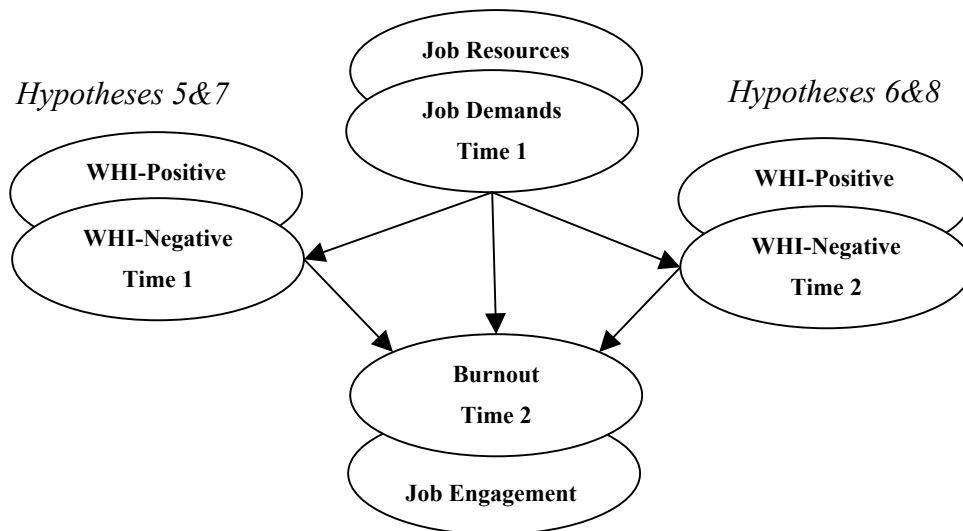 Job Resources
Job Demands
Time 1
Hypotheses 5&7
WHI-Positive
WHI-Negative
Time 1
Hypotheses 6&8
WHI-Positive
WHI-Negative
Time 2
Burnout
Time 2
Job Engagement